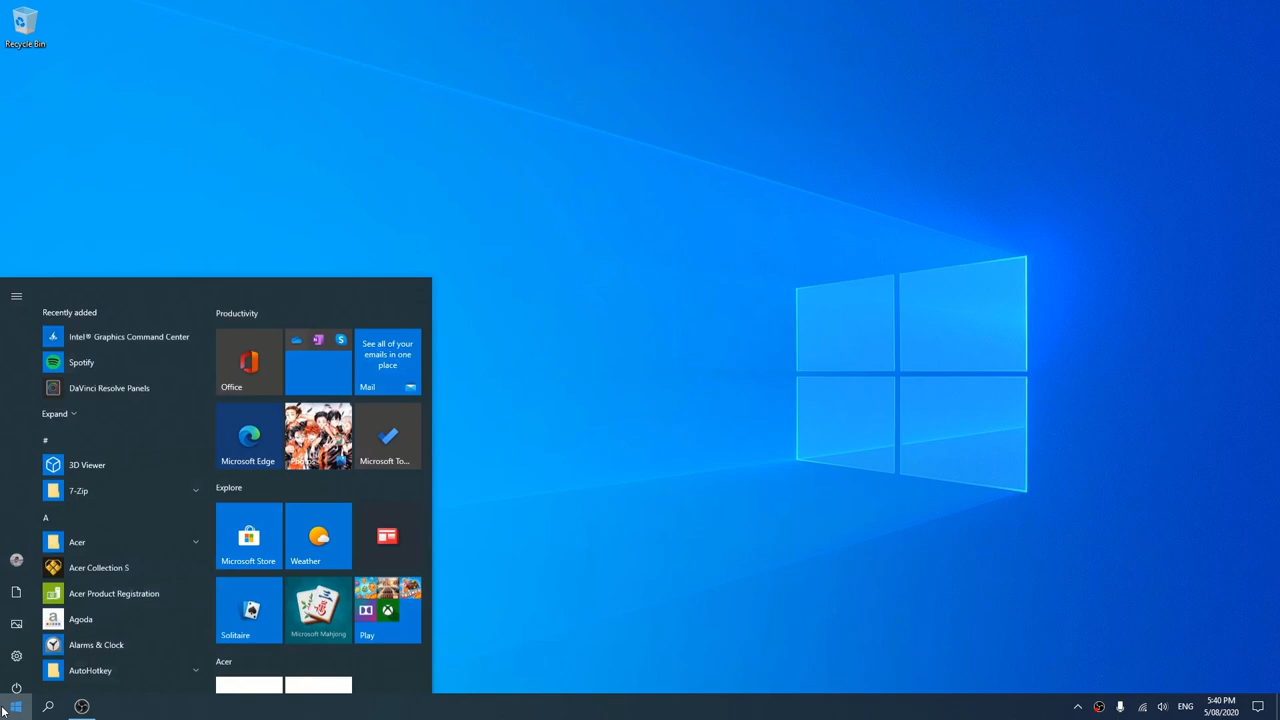 Recycle Bin
Recently added
Intel® Graphics Command Center
Spotify
DaVinci Resolve Panels
Expand
#
3D Viewer
7-Zip
A
Acer
Acer Collection S
Acer Product Registration
Agoda
Alarms & Clock
AutoHotkey
Productivity
Office
See all of your
emails in one
place
Mail
Microsoft Edge
Photos
Microsoft To...
Explore
Microsoft Store
Weather
Solitaire
Microsoft Mahjong
Play
Acer
ENG
5:40 PM
5/08/2020